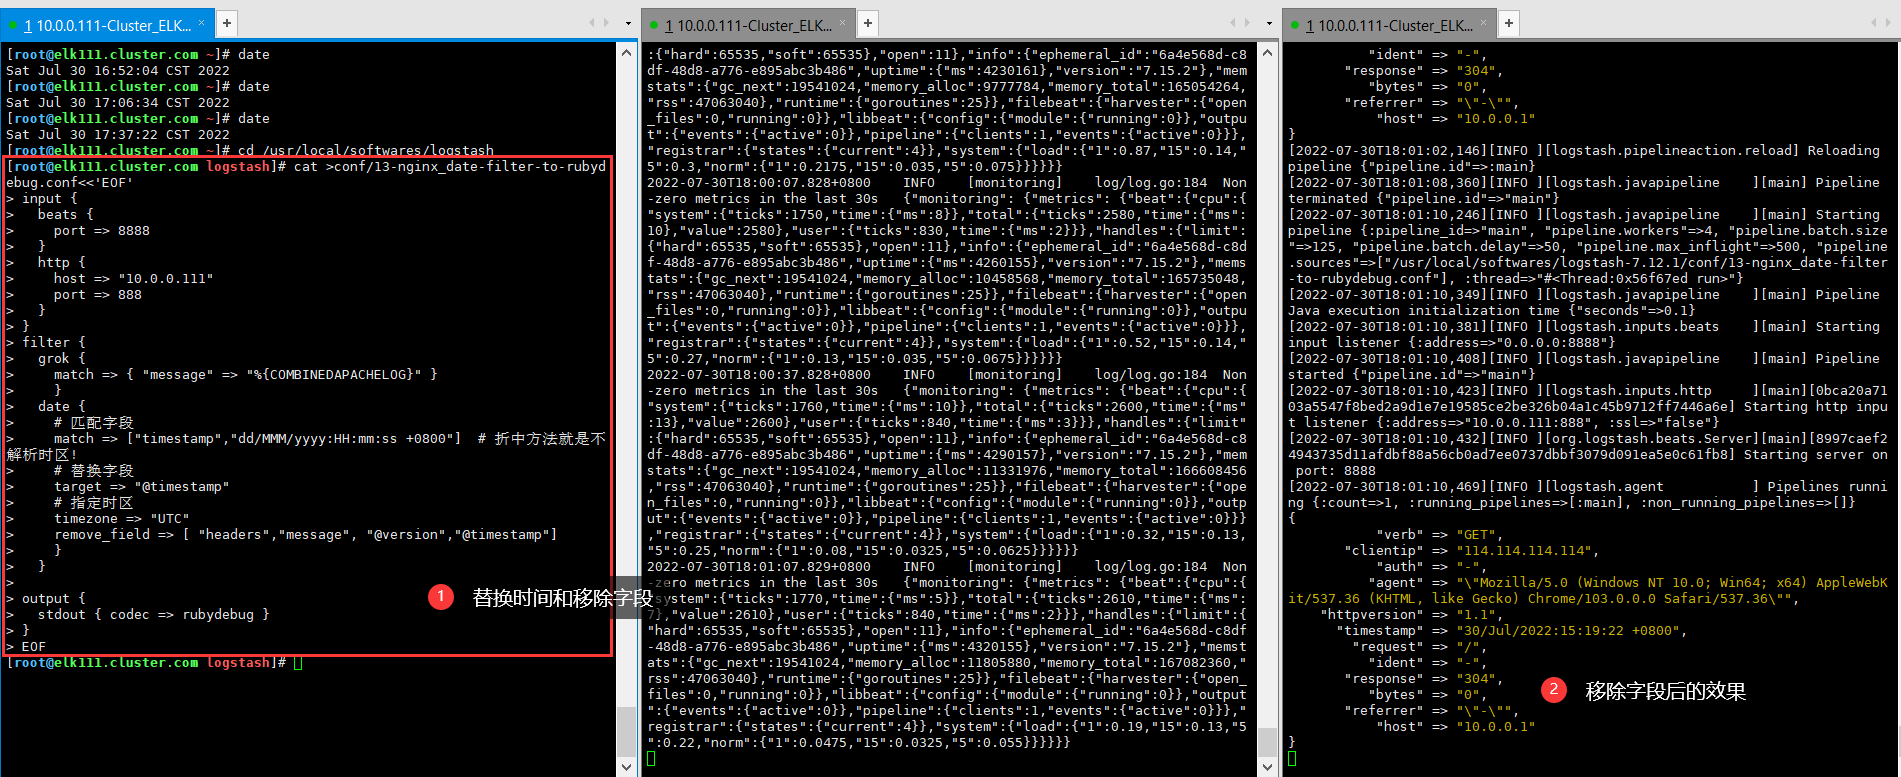 1 10.0.0.111-Cluster_ELK... × +
[root@elk111.cluster.com ~]# date
Sat Jul 30 16:52:04 CST 2022
[root@elk111.cluster.com ~]# date
Sat Jul 30 17:06:34 CST 2022
[root@elk111.cluster.com ~]# date
Sat Jul 30 17:37:22 CST 2022
[root@elk111.cluster.com ~]# cd /usr/local/softwares/logstash
[root@elk111.cluster.com logstash]# cat >conf/13-nginx_date-filter-to-rubyd
ebug.conf<<'EOF'
> input {
>   beats {
>     port => 8888
>   }
>   http {
>     host => "10.0.0.111"
>     port => 888
>   }
> }
> filter {
>   grok {
>     match => { "message" => "%{COMBINEDAPACHELOG}" }
>     }
>   date {
>     # 匹配字段
>     match => ["timestamp","dd/MMM/yyyy:HH:mm:ss +0800"]  # 折中方法就是不
解析时区!
>     # 替换字段
>     target => "@timestamp"
>     # 指定时区
>     timezone => "UTC"
>     remove_field => [ "headers","message", "@version","@timestamp"]
>     }
>   }
>
> output {
>   stdout { codec => rubydebug }
> }
> EOF
[root@elk111.cluster.com logstash]#
1 替换时间和移除字段
1 10.0.0.111-Cluster_ELK... × +
:{"hard":65535,"soft":65535},"open":11},"info":{"ephemeral_id":"6a4e568d-c8
df-48d8-a776-e895abc3b486","uptime":{"ms":4230161},"version":"7.15.2"},"mem
stats":{"gc_next":19541024,"memory_alloc":9777784,"memory_total":165054264,
"rss":47063040},"runtime":{"goroutines":25}},"filebeat":{"harvester":{"open
_files":0,"running":0}},"libbeat":{"config":{"module":{"running":0}},"outpu
t":{"events":{"active":0}},"pipeline":{"clients":1,"events":{"active":0}}},
"registrar":{"states":{"current":4}},"system":{"load":{"1":0.87,"15":0.14,"
5":0.3,"norm":{"1":0.2175,"15":0.035,"5":0.075}}}}}}
2022-07-30T18:00:07.828+0800    INFO    [monitoring]    log/log.go:184  Non
-zero metrics in the last 30s   {"monitoring": {"metrics": {"beat":{"cpu":{
"system":{"ticks":1750,"time":{"ms":8}},"total":{"ticks":2580,"time":{"ms":
10},"value":2580},"user":{"ticks":830,"time":{"ms":2}}},"handles":{"limit":
{"hard":65535,"soft":65535},"open":11},"info":{"ephemeral_id":"6a4e568d-c8d
f-48d8-a776-e895abc3b486","uptime":{"ms":4260155},"version":"7.15.2"},"mems
tats":{"gc_next":19541024,"memory_alloc":10458568,"memory_total":165735048,
"rss":47063040},"runtime":{"goroutines":25}},"filebeat":{"harvester":{"open
_files":0,"running":0}},"libbeat":{"config":{"module":{"running":0}},"outpu
t":{"events":{"active":0}},"pipeline":{"clients":1,"events":{"active":0}}},
"registrar":{"states":{"current":4}},"system":{"load":{"1":0.52,"15":0.14,"
5":0.27,"norm":{"1":0.13,"15":0.035,"5":0.0675}}}}}}
2022-07-30T18:00:37.828+0800    INFO    [monitoring]    log/log.go:184  Non
-zero metrics in the last 30s   {"monitoring": {"metrics": {"beat":{"cpu":{
"system":{"ticks":1760,"time":{"ms":10}},"total":{"ticks":2600,"time":{"ms"
:13},"value":2600},"user":{"ticks":840,"time":{"ms":3}}},"handles":{"limit"
:{"hard":65535,"soft":65535},"open":11},"info":{"ephemeral_id":"6a4e568d-c8
df-48d8-a776-e895abc3b486","uptime":{"ms":4290157},"version":"7.15.2"},"mem
stats":{"gc_next":19541024,"memory_alloc":11331976,"memory_total":166608456
,"rss":47063040},"runtime":{"goroutines":25}},"filebeat":{"harvester":{"ope
n_files":0,"running":0}},"libbeat":{"config":{"module":{"running":0}},"outp
ut":{"events":{"active":0}},"pipeline":{"clients":1,"events":{"active":0}}}
,"registrar":{"states":{"current":4}},"system":{"load":{"1":0.32,"15":0.13,
"5":0.25,"norm":{"1":0.08,"15":0.0325,"5":0.0625}}}}}}
2022-07-30T18:01:07.829+0800    INFO    [monitoring]    log/log.go:184  Non
-zero metrics in the last 30s   {"monitoring": {"metrics": {"beat":{"cpu":{
"system":{"ticks":1770,"time":{"ms":5}},"total":{"ticks":2610,"time":{"ms":
7},"value":2610},"user":{"ticks":840,"time":{"ms":2}}},"handles":{"limit":{
"hard":65535,"soft":65535},"open":11},"info":{"ephemeral_id":"6a4e568d-c8df
-48d8-a776-e895abc3b486","uptime":{"ms":4320155},"version":"7.15.2"},"memst
ats":{"gc_next":19541024,"memory_alloc":11805880,"memory_total":167082360,"
rss":47063040},"runtime":{"goroutines":25}},"filebeat":{"harvester":{"open_
files":0,"running":0}},"libbeat":{"config":{"module":{"running":0}},"output
":{"events":{"active":0}},"pipeline":{"clients":1,"events":{"active":0}}},"
registrar":{"states":{"current":4}},"system":{"load":{"1":0.19,"15":0.13,"5
":0.22,"norm":{"1":0.0475,"15":0.0325,"5":0.055}}}}}}
1 10.0.0.111-Cluster_ELK... × +
"ident" => "-",
"response" => "304",
"bytes" => "0",
"referrer" => "\"-\"",
"host" => "10.0.0.1"
}
[2022-07-30T18:01:02,146][INFO ][logstash.pipelineaction.reload] Reloading
pipeline {"pipeline.id"=>:main}
[2022-07-30T18:01:08,360][INFO ][logstash.javapipeline    ][main] Pipeline
terminated {"pipeline.id"=>"main"}
[2022-07-30T18:01:10,246][INFO ][logstash.javapipeline    ][main] Starting
pipeline {:pipeline_id=>"main", "pipeline.workers"=>4, "pipeline.batch.size
"=>125, "pipeline.batch.delay"=>50, "pipeline.max_inflight"=>500, "pipeline
.sources"=>["/usr/local/softwares/logstash-7.12.1/conf/13-nginx_date-filter
-to-rubydebug.conf"], :thread=>"#<Thread:0x56f67ed run>"}
[2022-07-30T18:01:10,349][INFO ][logstash.javapipeline    ][main] Pipeline
Java execution initialization time {"seconds"=>0.1}
[2022-07-30T18:01:10,381][INFO ][logstash.inputs.beats    ][main] Starting
input listener {:address=>"0.0.0.0:8888"}
[2022-07-30T18:01:10,408][INFO ][logstash.javapipeline    ][main] Pipeline
started {"pipeline.id"=>"main"}
[2022-07-30T18:01:10,423][INFO ][logstash.inputs.http     ][main][0bca20a71
03a5547f8bed2a9d1e7e19585ce2be326b04a1c45b9712ff7446a6e] Starting http inpu
t listener {:address=>"10.0.0.111:888", :ssl=>"false"}
[2022-07-30T18:01:10,432][INFO ][org.logstash.beats.Server][main][8997caef2
4943735d11afdbf88a56cb0ad7ee0737dbbf3079d091ea5e0c61fb8] Starting server on
port: 8888
[2022-07-30T18:01:10,469][INFO ][logstash.agent           ] Pipelines runni
ng {:count=>1, :running_pipelines=>[:main], :non_running_pipelines=>[]}
{
"verb" => "GET",
"clientip" => "114.114.114.114",
"auth" => "-",
"agent" => "\"Mozilla/5.0 (Windows NT 10.0; Win64; x64) AppleWebK
it/537.36 (KHTML, like Gecko) Chrome/103.0.0.0 Safari/537.36\"",
"httpversion" => "1.1",
"timestamp" => "30/Jul/2022:15:19:22 +0800",
"request" => "/",
"ident" => "-",
"response" => "304",
"bytes" => "0",
"referrer" => "\"-\"",
"host" => "10.0.0.1"
}
2 移除字段后的效果